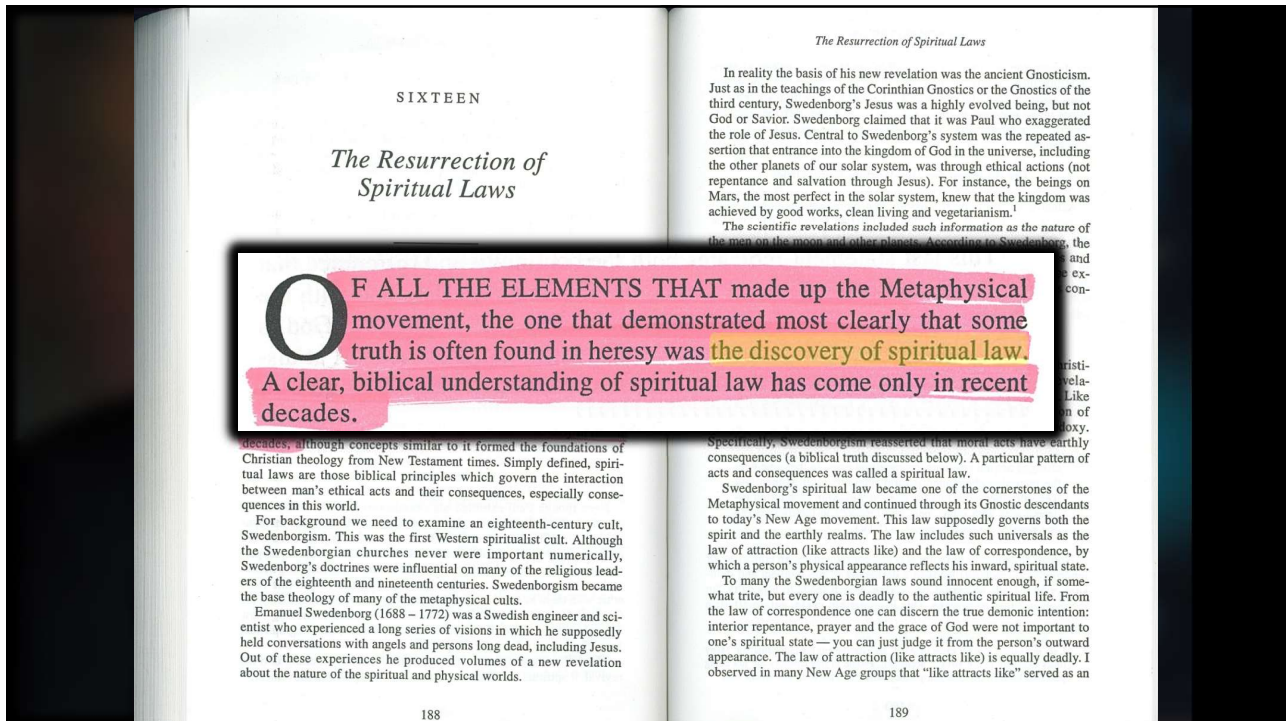 SIXTEEN
The Resurrection of
Spiritual Laws
OF ALL THE ELEMENTS THAT made up the Metaphysical
movement, the one that demonstrated most clearly that some
truth is often found in heresy was the discovery of spiritual law.
A clear, biblical understanding of spiritual law has come only in recent
decades.
decades, although concepts similar to it formed the foundations of
Christian theology from New Testament times. Simply defined, spiri-
tual laws are those biblical principles which govern the interaction
between man's ethical acts and their consequences, especially conse-
quences in this world.
For background we need to examine an eighteenth-century cult,
Swedenborgism. This was the first Western spiritualist cult. Although
the Swedenborgian churches never were important numerically,
Swedenborg's doctrines were influential on many of the religious lead-
ers of the eighteenth and nineteenth centuries. Swedenborgism became
the base theology of many of the metaphysical cults.
Emanuel Swedenborg (1688 – 1772) was a Swedish engineer and sci-
entist who experienced a long series of visions in which he supposedly
held conversations with angels and persons long dead, including Jesus.
Out of these experiences he produced volumes of a new revelation
about the nature of the spiritual and physical worlds.
188
The Resurrection of Spiritual Laws
In reality the basis of his new revelation was the ancient Gnosticism.
Just as in the teachings of the Corinthian Gnostics or the Gnostics of the
third century, Swedenborg's Jesus was a highly evolved being, but not
God or Savior. Swedenborg claimed that it was Paul who exaggerated
the role of Jesus. Central to Swedenborg's system was the repeated as-
sertion that entrance into the kingdom of God in the universe, including
the other planets of our solar system, was through ethical actions (not
repentance and salvation through Jesus). For instance, the beings on
Mars, the most perfect in the solar system, knew that the kingdom was
achieved by good works, clean living and vegetarianism.1
The scientific revelations included such information as the nature of
the men on the moon and other planets. According to Swedenborg, the
and
ex-
con-
risti-
vela-
Like
on of
doxy.
Specifically, Swedenborgism reasserted that moral acts have earthly
consequences (a biblical truth discussed below). A particular pattern of
acts and consequences was called a spiritual law.
Swedenborg's spiritual law became one of the cornerstones of the
Metaphysical movement and continued through its Gnostic descendants
to today's New Age movement. This law supposedly governs both the
spirit and the earthly realms. The law includes such universals as the
law of attraction (like attracts like) and the law of correspondence, by
which a person's physical appearance reflects his inward, spiritual state.
To many the Swedenborgian laws sound innocent enough, if some-
what trite, but every one is deadly to the authentic spiritual life. From
the law of correspondence one can discern the true demonic intention:
interior repentance, prayer and the grace of God were not important to
one's spiritual state — you can just judge it from the person's outward
appearance. The law of attraction (like attracts like) is equally deadly. I
observed in many New Age groups that “like attracts like” served as an
189